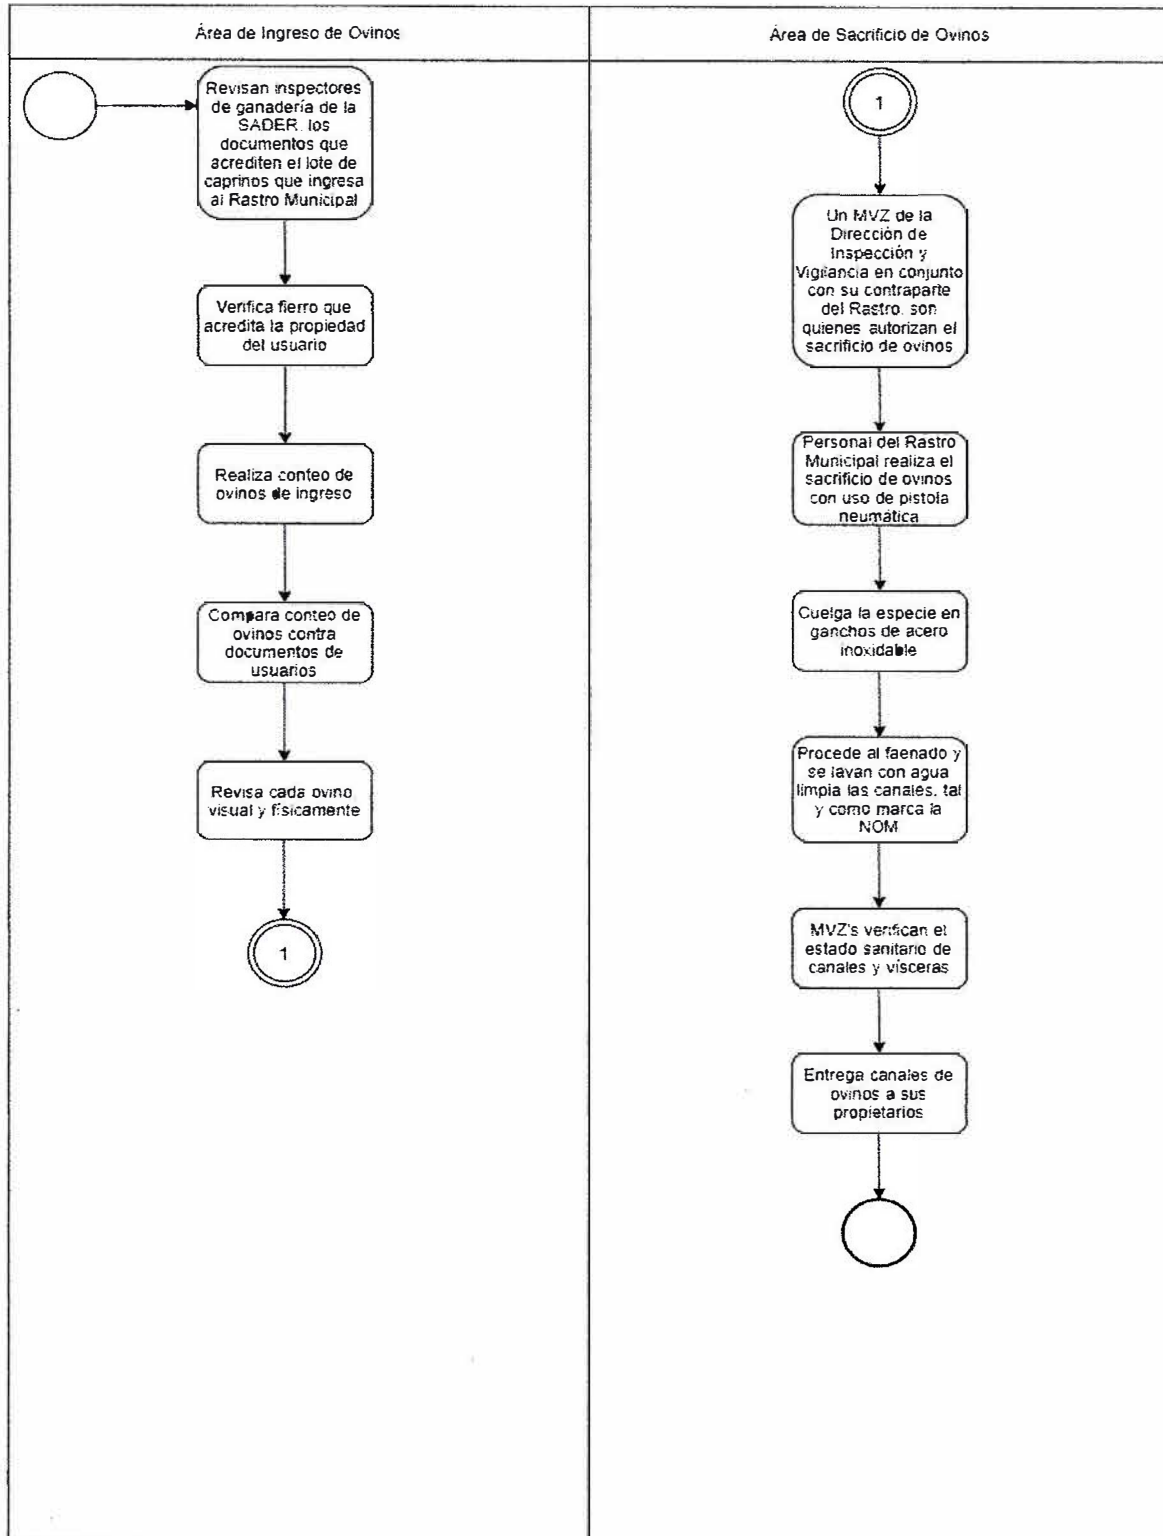 Área de Ingreso de Ovinos
Revisan inspectores
de ganadería de la
SADER. los
documentos que
acrediten el lote de
caprinos que ingresa
al Rastro Municipal
Verifica fierro que
acredita la propiedad
del usuario
Realiza conteo de
ovinos de ingreso
Compara conteo de
ovinos contra
documentos de
usuarios
Revisa cada ovino
visual y físicamente
1
Área de Sacrificio de Ovinos
1
Un MVZ de la
Dirección de
Inspección y
Vigilancia en conjunto
con su contraparte
del Rastro. son
quienes autorizan el
sacrificio de ovinos
Personal del Rastro
Municipal realiza el
sacrificio de ovinos
con uso de pistola
neumática
Cuelga la especie en
ganchos de acero
inoxidable
Procede al faenado y
se lavan con agua
limpia las canales. tal
y como marca la
NOM
MVZ's verifican el
estado sanitario de
canales y vísceras
Entrega canales de
ovinos a sus
propietarios